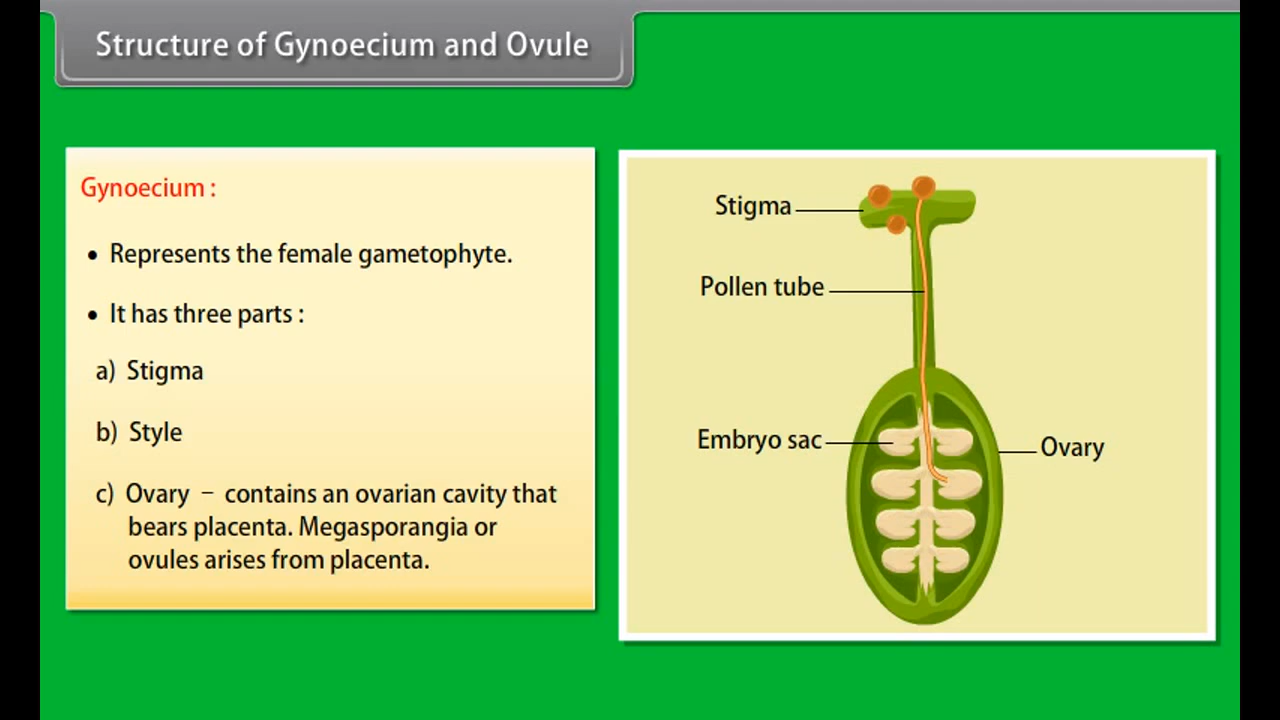 Structure of Gynoecium and Ovule
Gynoecium :
• Represents the female gametophyte.
• It has three parts :
a) Stigma
b) Style
c) Ovary – contains an ovarian cavity that
bears placenta. Megasporangia or
ovules arises from placenta.
Stigma
Pollen tube
Embryo sac
Ovary